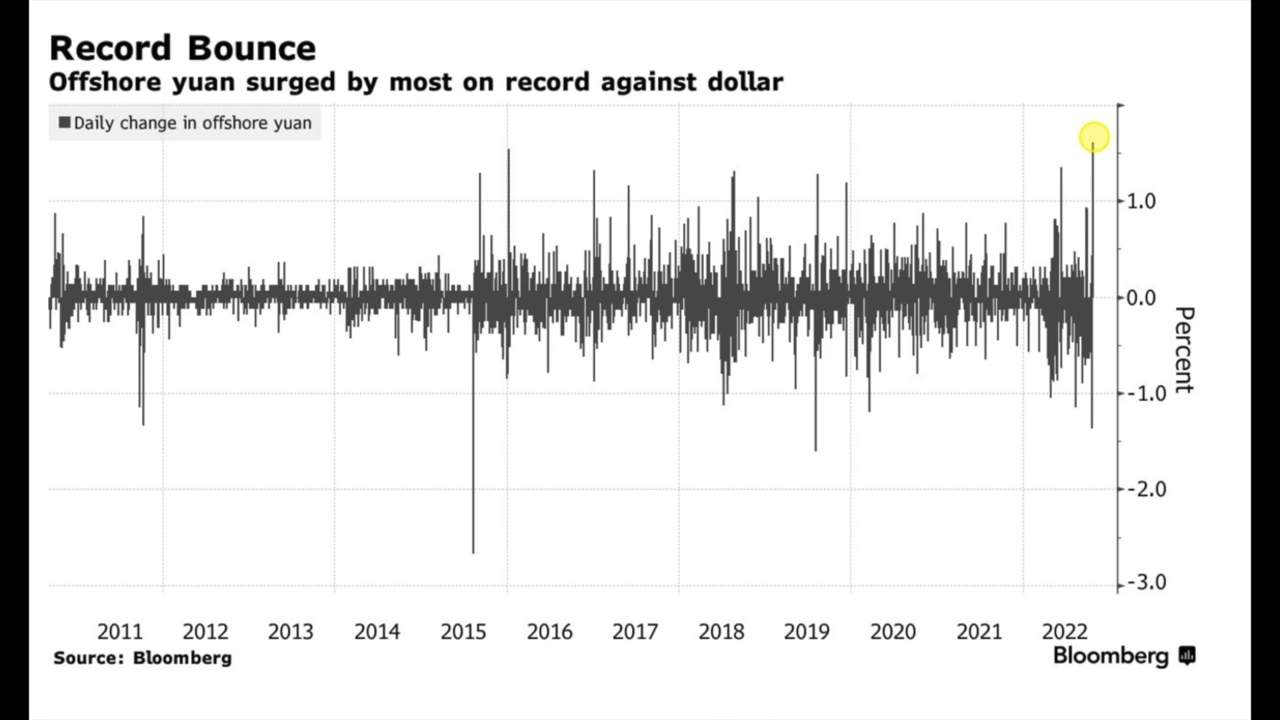 Record Bounce
Offshore yuan surged by most on record against dollar
Daily change in offshore yuan
1.0
0.0
-1.0
-2.0
-3.0
Percent
2011 2012 2013 2014 2015 2016 2017 2018 2019 2020 2021 2022
Source: Bloomberg
Bloomberg